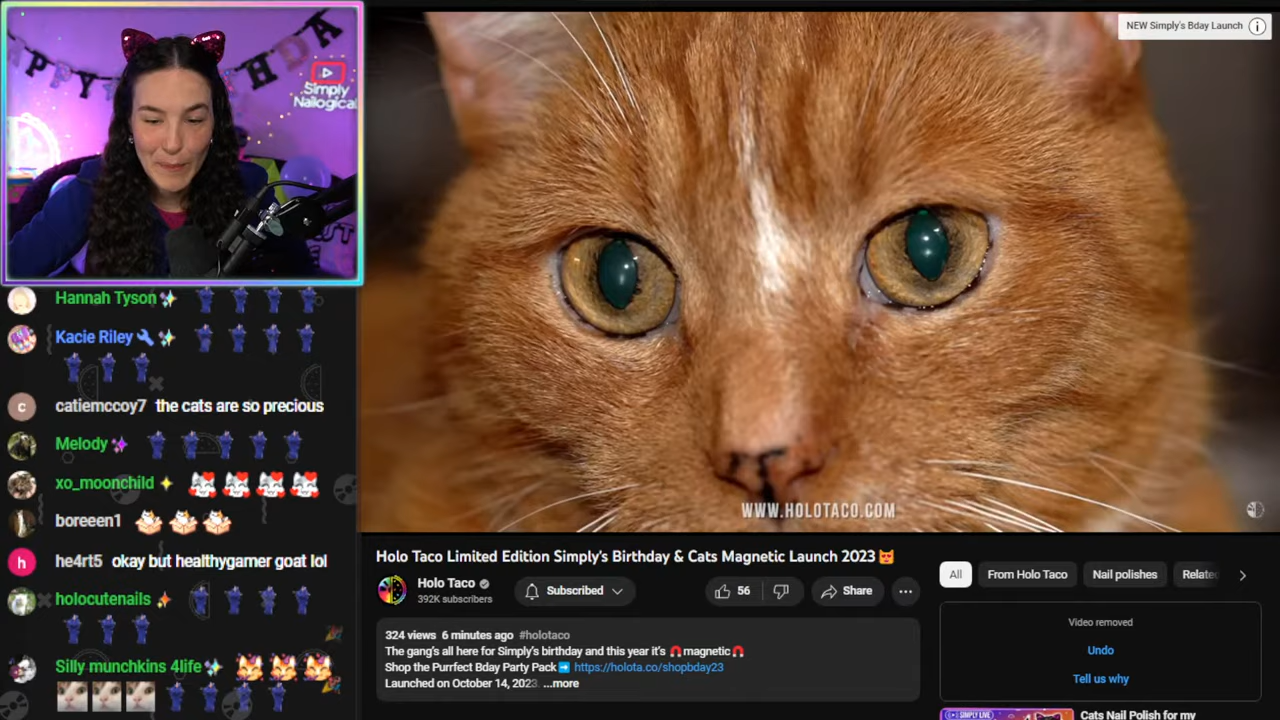 PPY
HDA
Simply
Nailogical
NEW Simply's Bday Launch
WWW.HOLOTACO.COM
Hannah Tyson
Kacie Riley
catiemccoy7 the cats are so precious
Melody
xo_moonchild
boreeen1
he4rt5 okay but healthygamer goat lol
holocutenails
Silly munchkins 4life
Holo Taco Limited Edition Simply's Birthday & Cats Magnetic Launch 2023
Holo Taco
392K subscribers
Subscribed
56
Share
324 views 6 minutes ago #holotaco
The gang's all here for Simply's birthday and this year it's magnetic
Shop the Purrfect Bday Party Pack https://holota.co/shopbday23
Launched on October 14, 2023. ...more
All
From Holo Taco
Nail polishes
Related
Video removed
Undo
Tell us why
SIMPLY LIVE
Cats Nail Polish for my